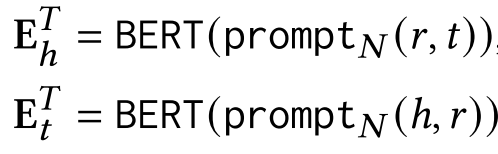 𝐄_h^T = BERT(prompt_N(r, t)),
𝐄_t^T = BERT(prompt_N(h, r))